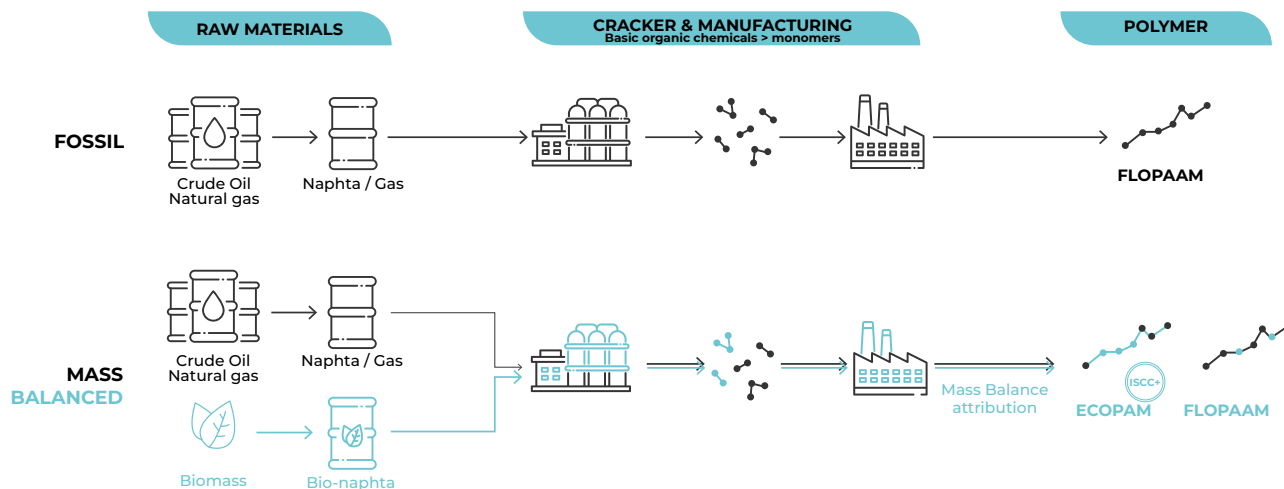 RAW MATERIALS
CRACKER & MANUFACTURING
Basic organic chemicals > monomers
POLYMER
FOSSIL
Crude Oil
Natural gas
Naphta / Gas
FLOPAAM
MASS
BALANCED
Crude Oil
Natural gas
Naphta / Gas
Biomass
Bio-naphta
Mass Balance
attribution
ISCC+
ECOPAM
FLOPAAM